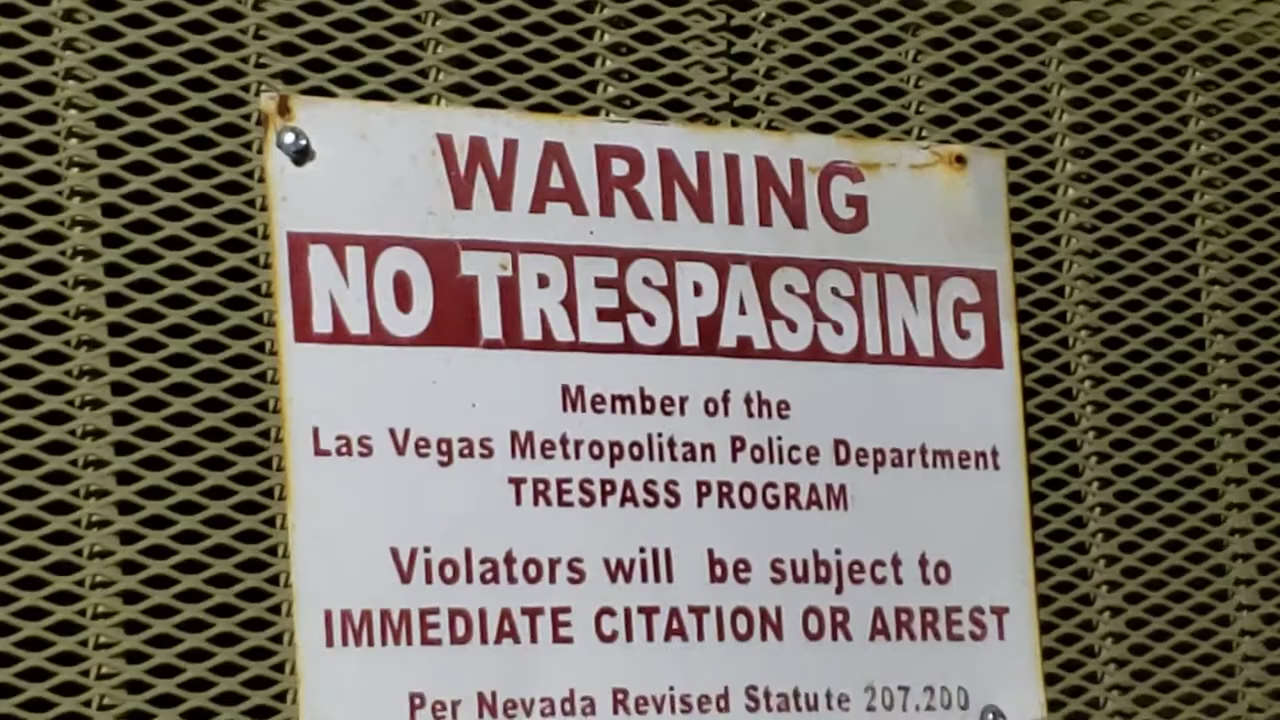 WARNING
NO TRESPASSING
Member of the
Las Vegas Metropolitan Police Department
TRESPASS PROGRAM
Violators will be subject to
IMMEDIATE CITATION OR ARREST
Per Nevada Revised Statute 207.200